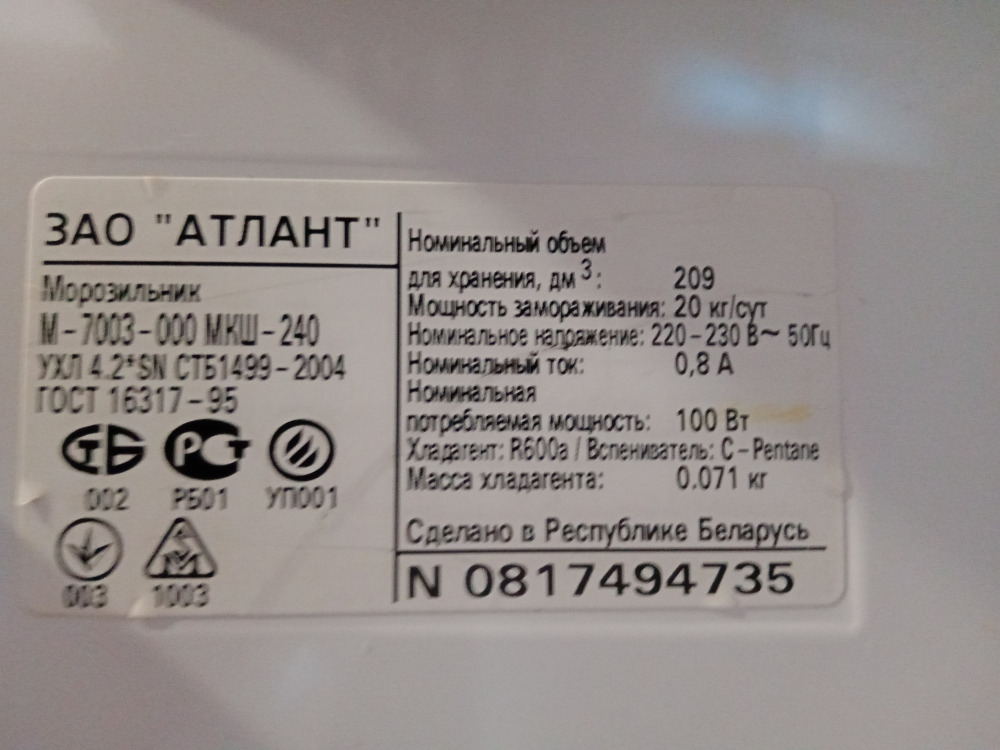 ЗАО "АТЛАНТ"
Морозильник
М-7003-000 МКШ-240
УХЛ 4.2*SN СТБ1499-2004
ГОСТ 16317-95
СТБ РСТ
002 РБ01 УП001
003 1003
Номинальный объем
для хранения, дм³: 209
Мощность замораживания: 20 кг/сут
Номинальное напряжение: 220-230 В~ 50Гц
Номинальный ток: 0,8 А
Номинальная
потребляемая мощность: 100 Вт
Хладагент: R600a / Вспениватель: C-Pentane
Масса хладагента: 0.071 кг
Сделано в Республике Беларусь
N 0817494735